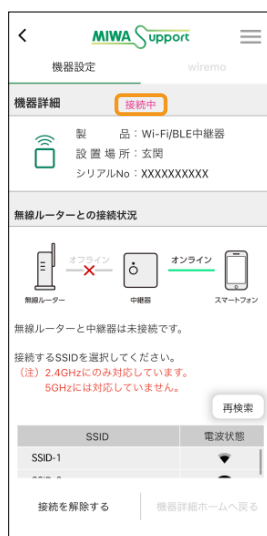 MIWA Support
機器設定 wiremo
機器詳細 接続中
製品：Wi-Fi/BLE中継器
設置場所：玄関
シリアルNo：XXXXXXXXXX
無線ルーターとの接続状況
オフライン オンライン
無線ルーター 中継器 スマートフォン
無線ルーターと中継器は未接続です。
接続するSSIDを選択してください。
(注) 2.4GHzにのみ対応しています。
5GHzには対応していません。
再検索
SSID 電波状態
SSID-1
接続を解除する 機器詳細ホームへ戻る